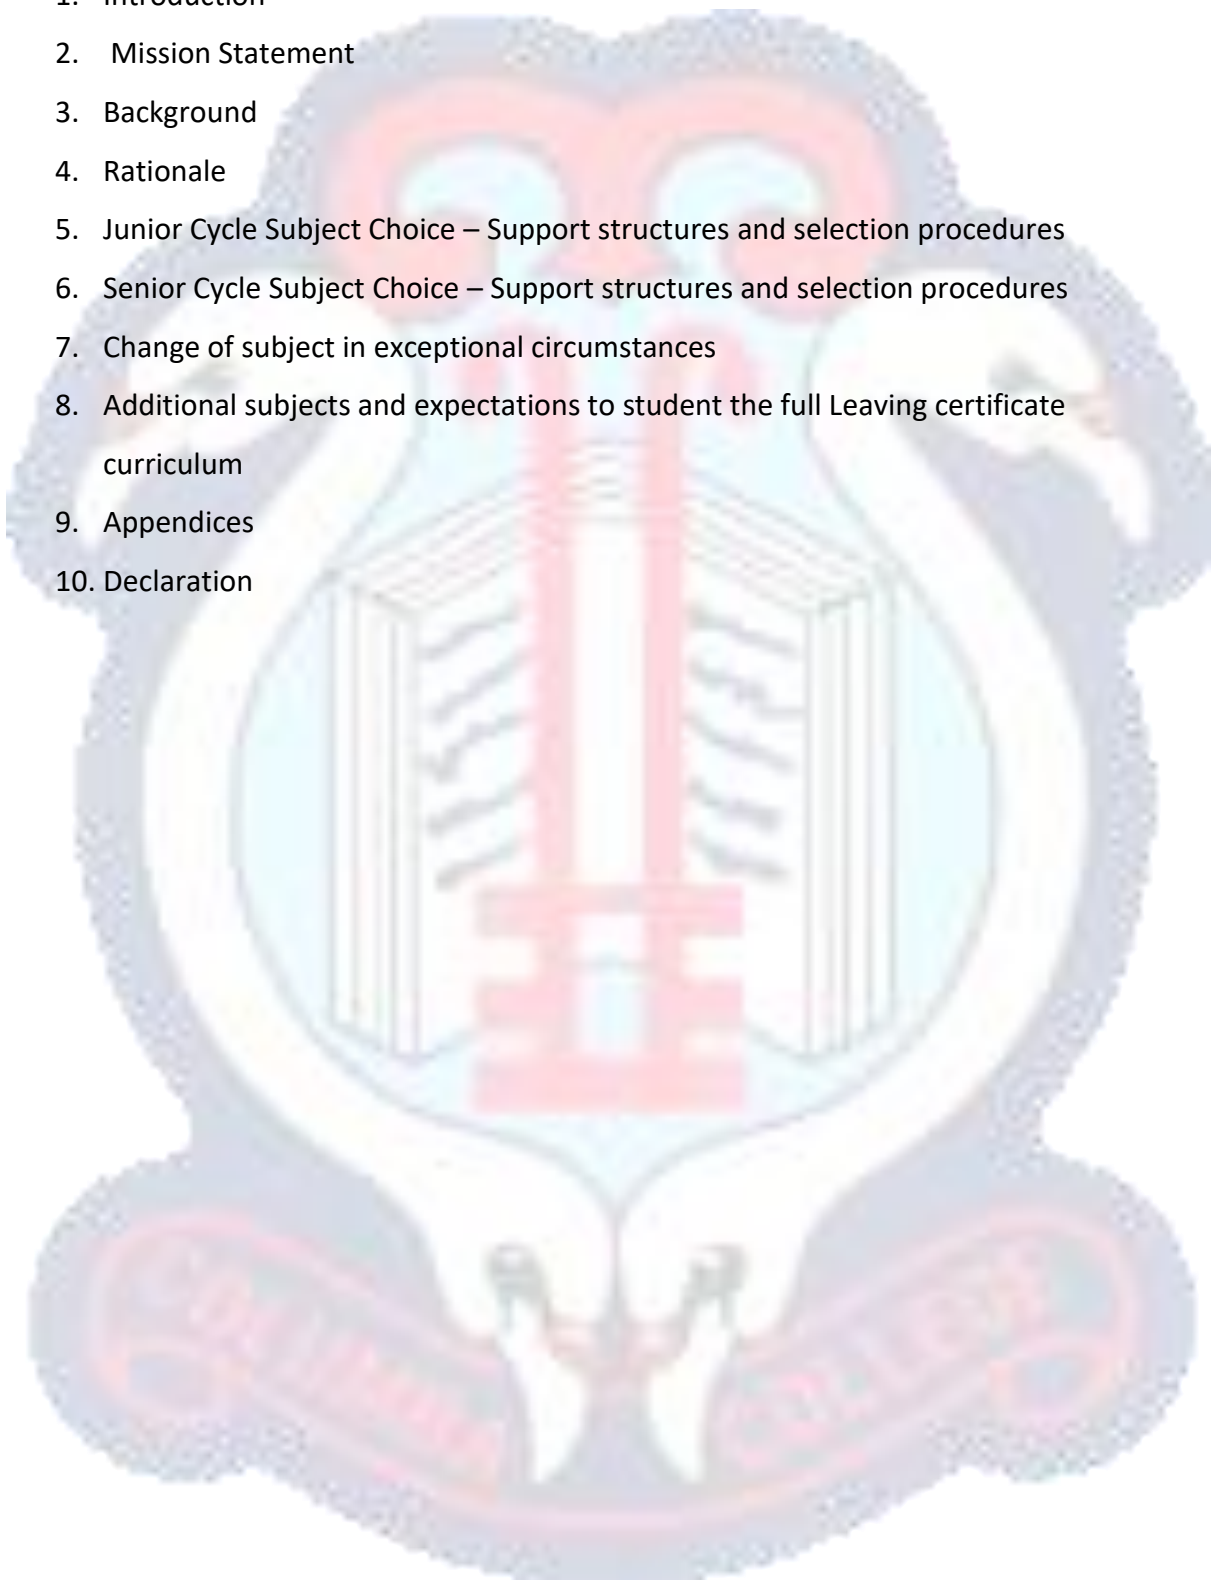 1. Introduction
2. Mission Statement
3. Background
4. Rationale
5. Junior Cycle Subject Choice – Support structures and selection procedures
6. Senior Cycle Subject Choice – Support structures and selection procedures
7. Change of subject in exceptional circumstances
8. Additional subjects and expectations to student the full Leaving certificate
curriculum
9. Appendices
10. Declaration